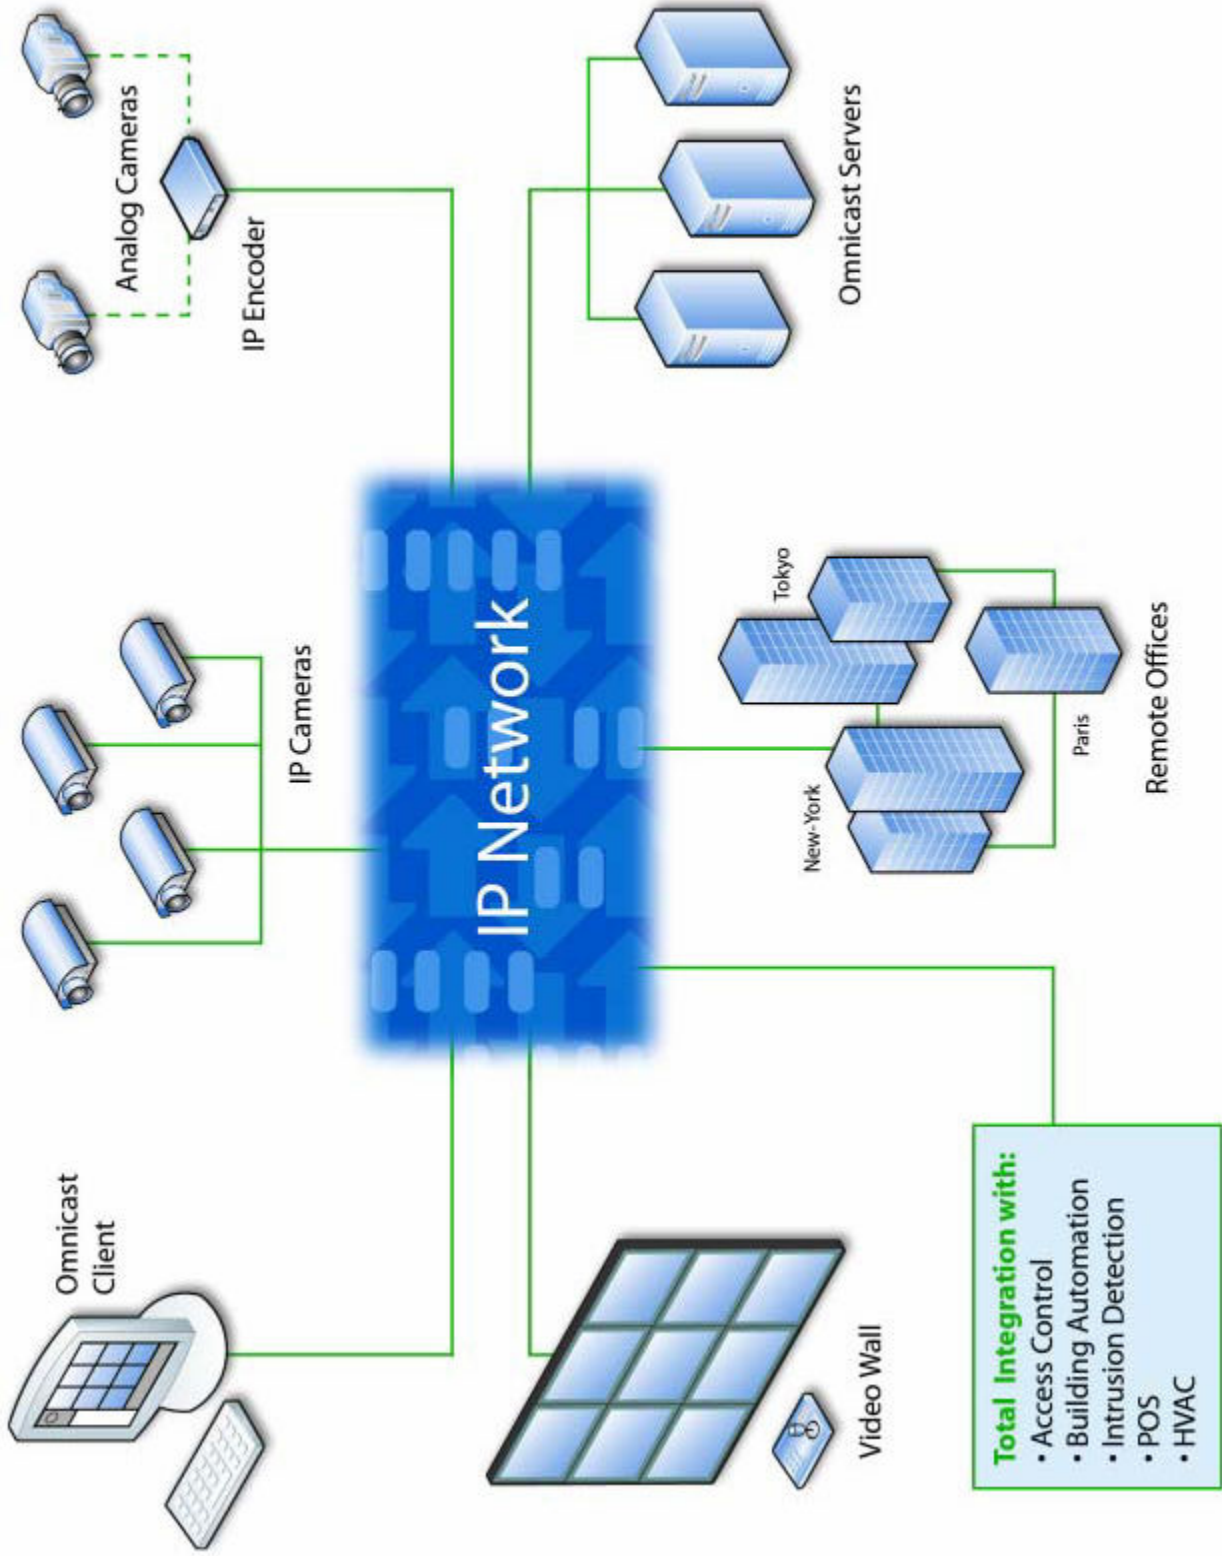 Omnicast
Client
IP Cameras
Analog Cameras
IP Encoder
IP Network
Video Wall
New-York
Tokyo
Paris
Remote Offices
Omnicast Servers
Total Integration with:
• Access Control
• Building Automation
• Intrusion Detection
• POS
• HVAC